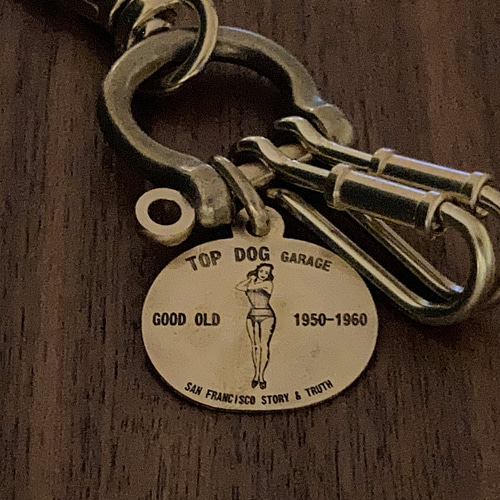 TOP DOG GARAGE
GOOD OLD 1950-1960
SAN FRANCISCO STORY & TRUTH